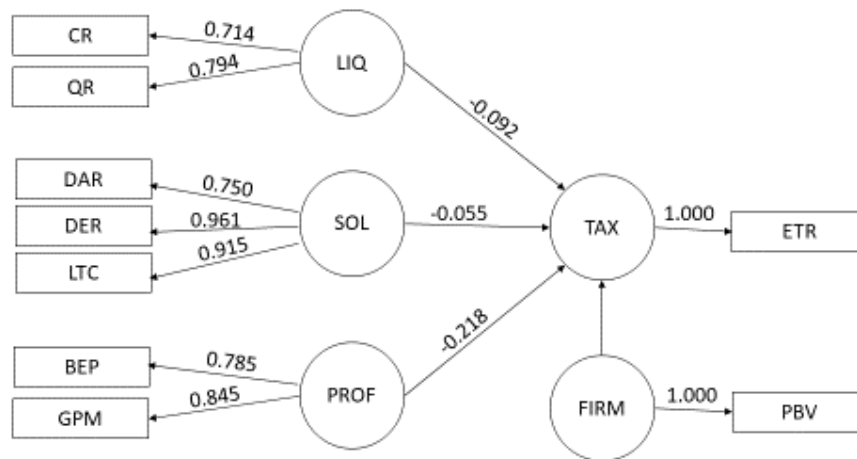 CR
0.714
QR
0.794
LIQ
-0.092
DAR
0.750
DER
0.961
LTC
0.915
SOL
-0.055
TAX
1.000
ETR
BEP
0.785
GPM
0.845
PROF
-0.218
FIRM
1.000
PBV